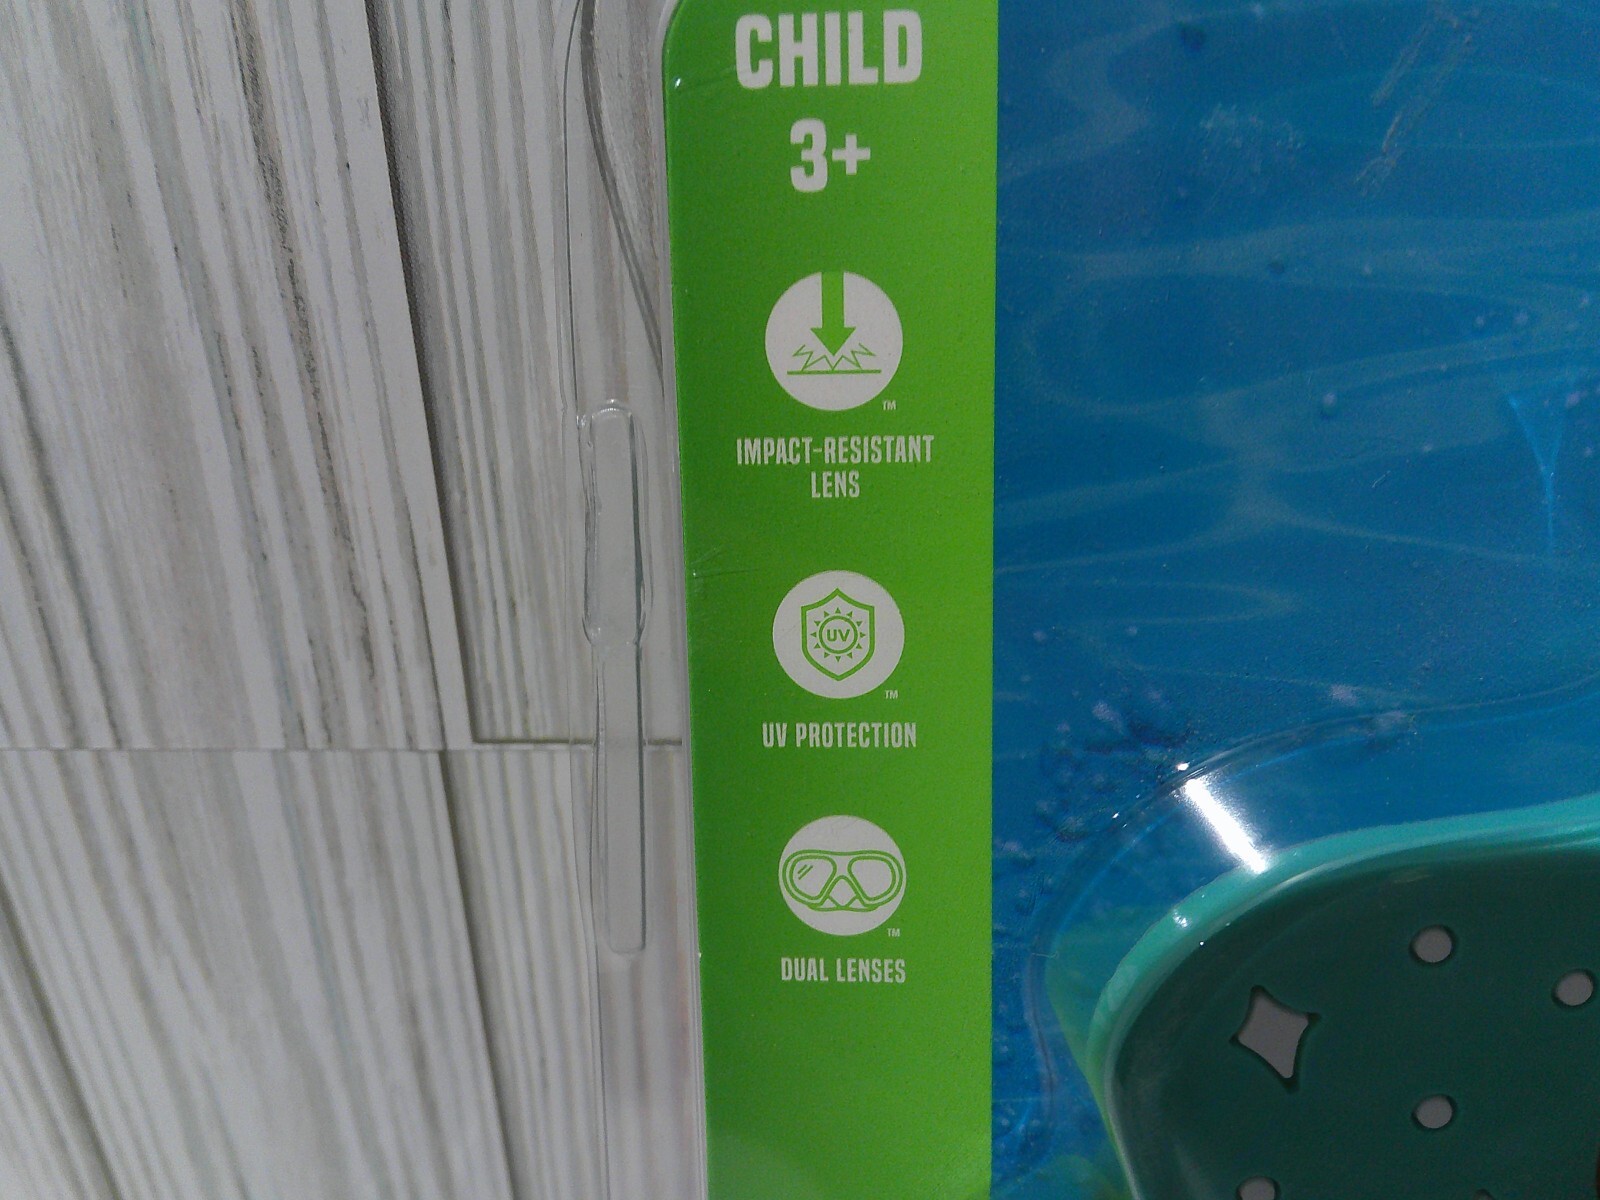 CHILD
3+
TM
IMPACT-RESISTANT
LENS
UV
TM
UV PROTECTION
TM
DUAL LENSES